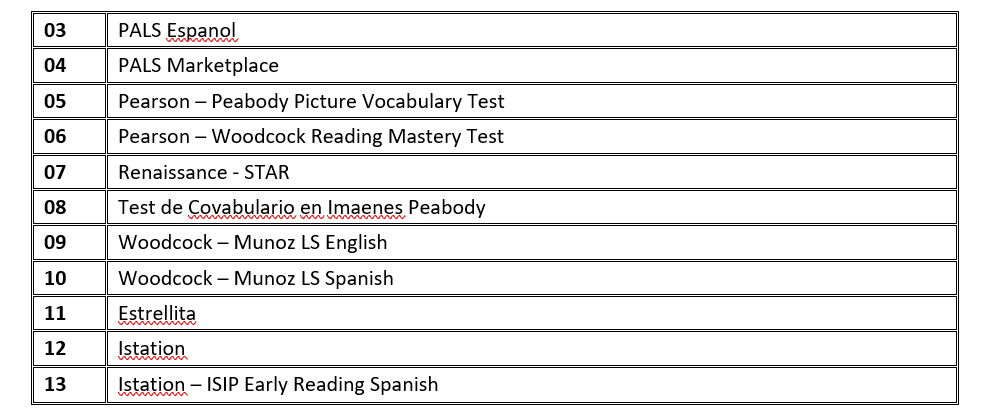 03 PALS Espanol
04 PALS Marketplace
05 Pearson – Peabody Picture Vocabulary Test
06 Pearson – Woodcock Reading Mastery Test
07 Renaissance - STAR
08 Test de Covabulario en Imaenes Peabody
09 Woodcock – Munoz LS English
10 Woodcock – Munoz LS Spanish
11 Estrellita
12 Istation
13 Istation – ISIP Early Reading Spanish